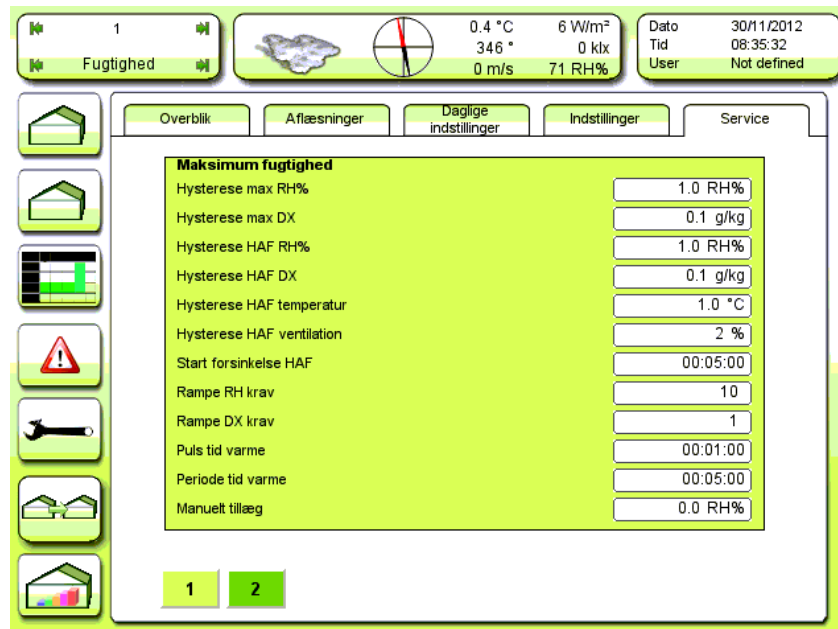 1
Fugtighed
0.4 °C 6 W/m²
346 ° 0 klx
0 m/s 71 RH%
Dato 30/11/2012
Tid 08:35:32
User Not defined
Overblik
Aflæsninger
Daglige
indstillinger
Indstillinger
Service
Maksimum fugtighed
Hysterese max RH% 1.0 RH%
Hysterese max DX 0.1 g/kg
Hysterese HAF RH% 1.0 RH%
Hysterese HAF DX 0.1 g/kg
Hysterese HAF temperatur 1.0 °C
Hysterese HAF ventilation 2 %
Start forsinkelse HAF 00:05:00
Rampe RH krav 10
Rampe DX krav 1
Puls tid varme 00:01:00
Periode tid varme 00:05:00
Manuelt tillæg 0.0 RH%
1 2